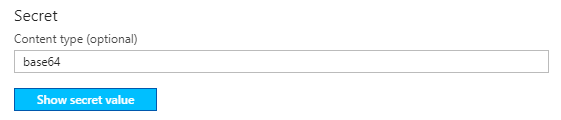 Secret
Content type (optional)
base64
Show secret value